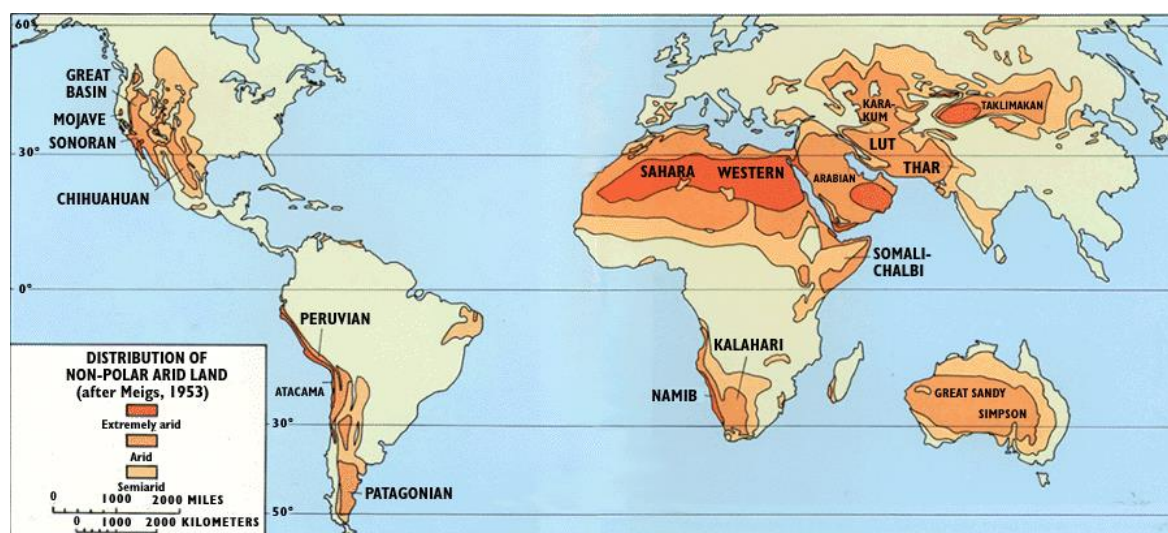 60°
GREAT
BASIN
MOJAVE
SONORAN
30°
CHIHUAHUAN
KARA-
KUM
TAKLIMAKAN
LUT
THAR
SAHARA
WESTERN
ARABIAN
SOMALI-
CHALBI
0°
PERUVIAN
KALAHARI
ATACAMA
NAMIB
GREAT SANDY
SIMPSON
30°
PATAGONIAN
50°
DISTRIBUTION OF
NON-POLAR ARID LAND
(after Meigs, 1953)
Extremely arid
Arid
Semiarid
0 1000 2000 MILES
0 1000 2000 KILOMETERS